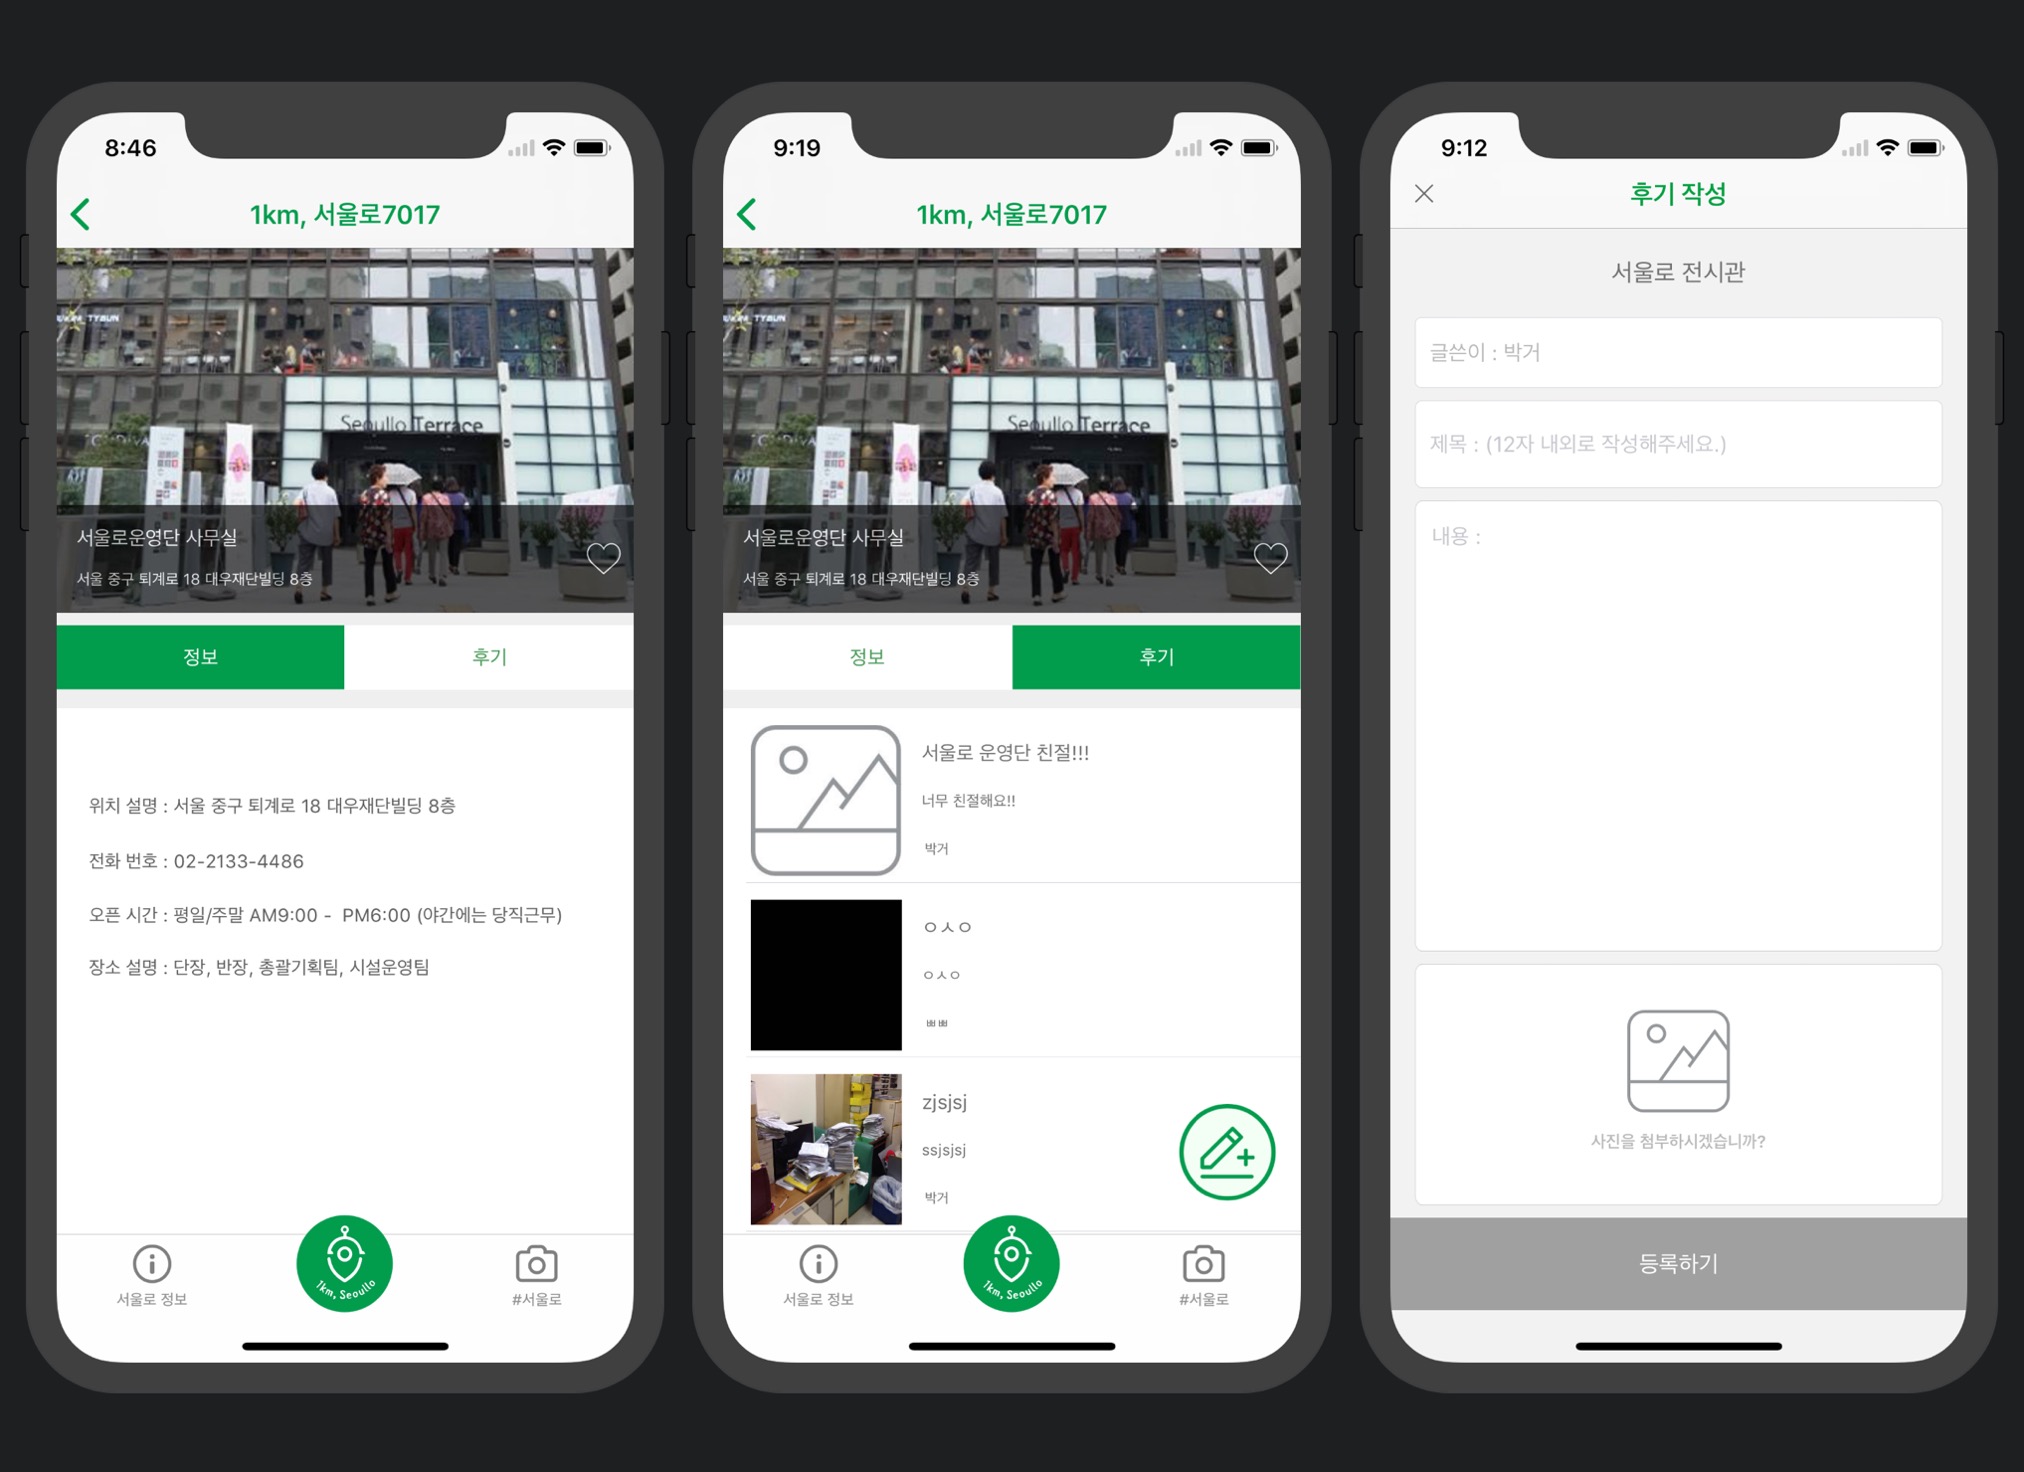 8:46
1km, 서울로7017
Seoullo Terrace
서울로운영단 사무실
서울 중구 퇴계로 18 대우재단빌딩 8층
정보
후기
위치 설명 : 서울 중구 퇴계로 18 대우재단빌딩 8층
전화 번호 : 02-2133-4486
오픈 시간 : 평일/주말 AM9:00 -  PM6:00 (야간에는 당직근무)
장소 설명 : 단장, 반장, 총괄기획팀, 시설운영팀
서울로 정보
1km, Seoullo
#서울로
9:19
1km, 서울로7017
Seoullo Terrace
서울로운영단 사무실
서울 중구 퇴계로 18 대우재단빌딩 8층
정보
후기
서울로 운영단 친절!!!
너무 친절해요!!
박거
ㅇㅅㅇ
ㅇㅅㅇ
ㅃㅃ
zjsjsj
ssjsjsj
박거
서울로 정보
1km, Seoullo
#서울로
9:12
후기 작성
서울로 전시관
글쓴이 : 박거
제목 : (12자 내외로 작성해주세요.)
내용 :
사진을 첨부하시겠습니까?
등록하기